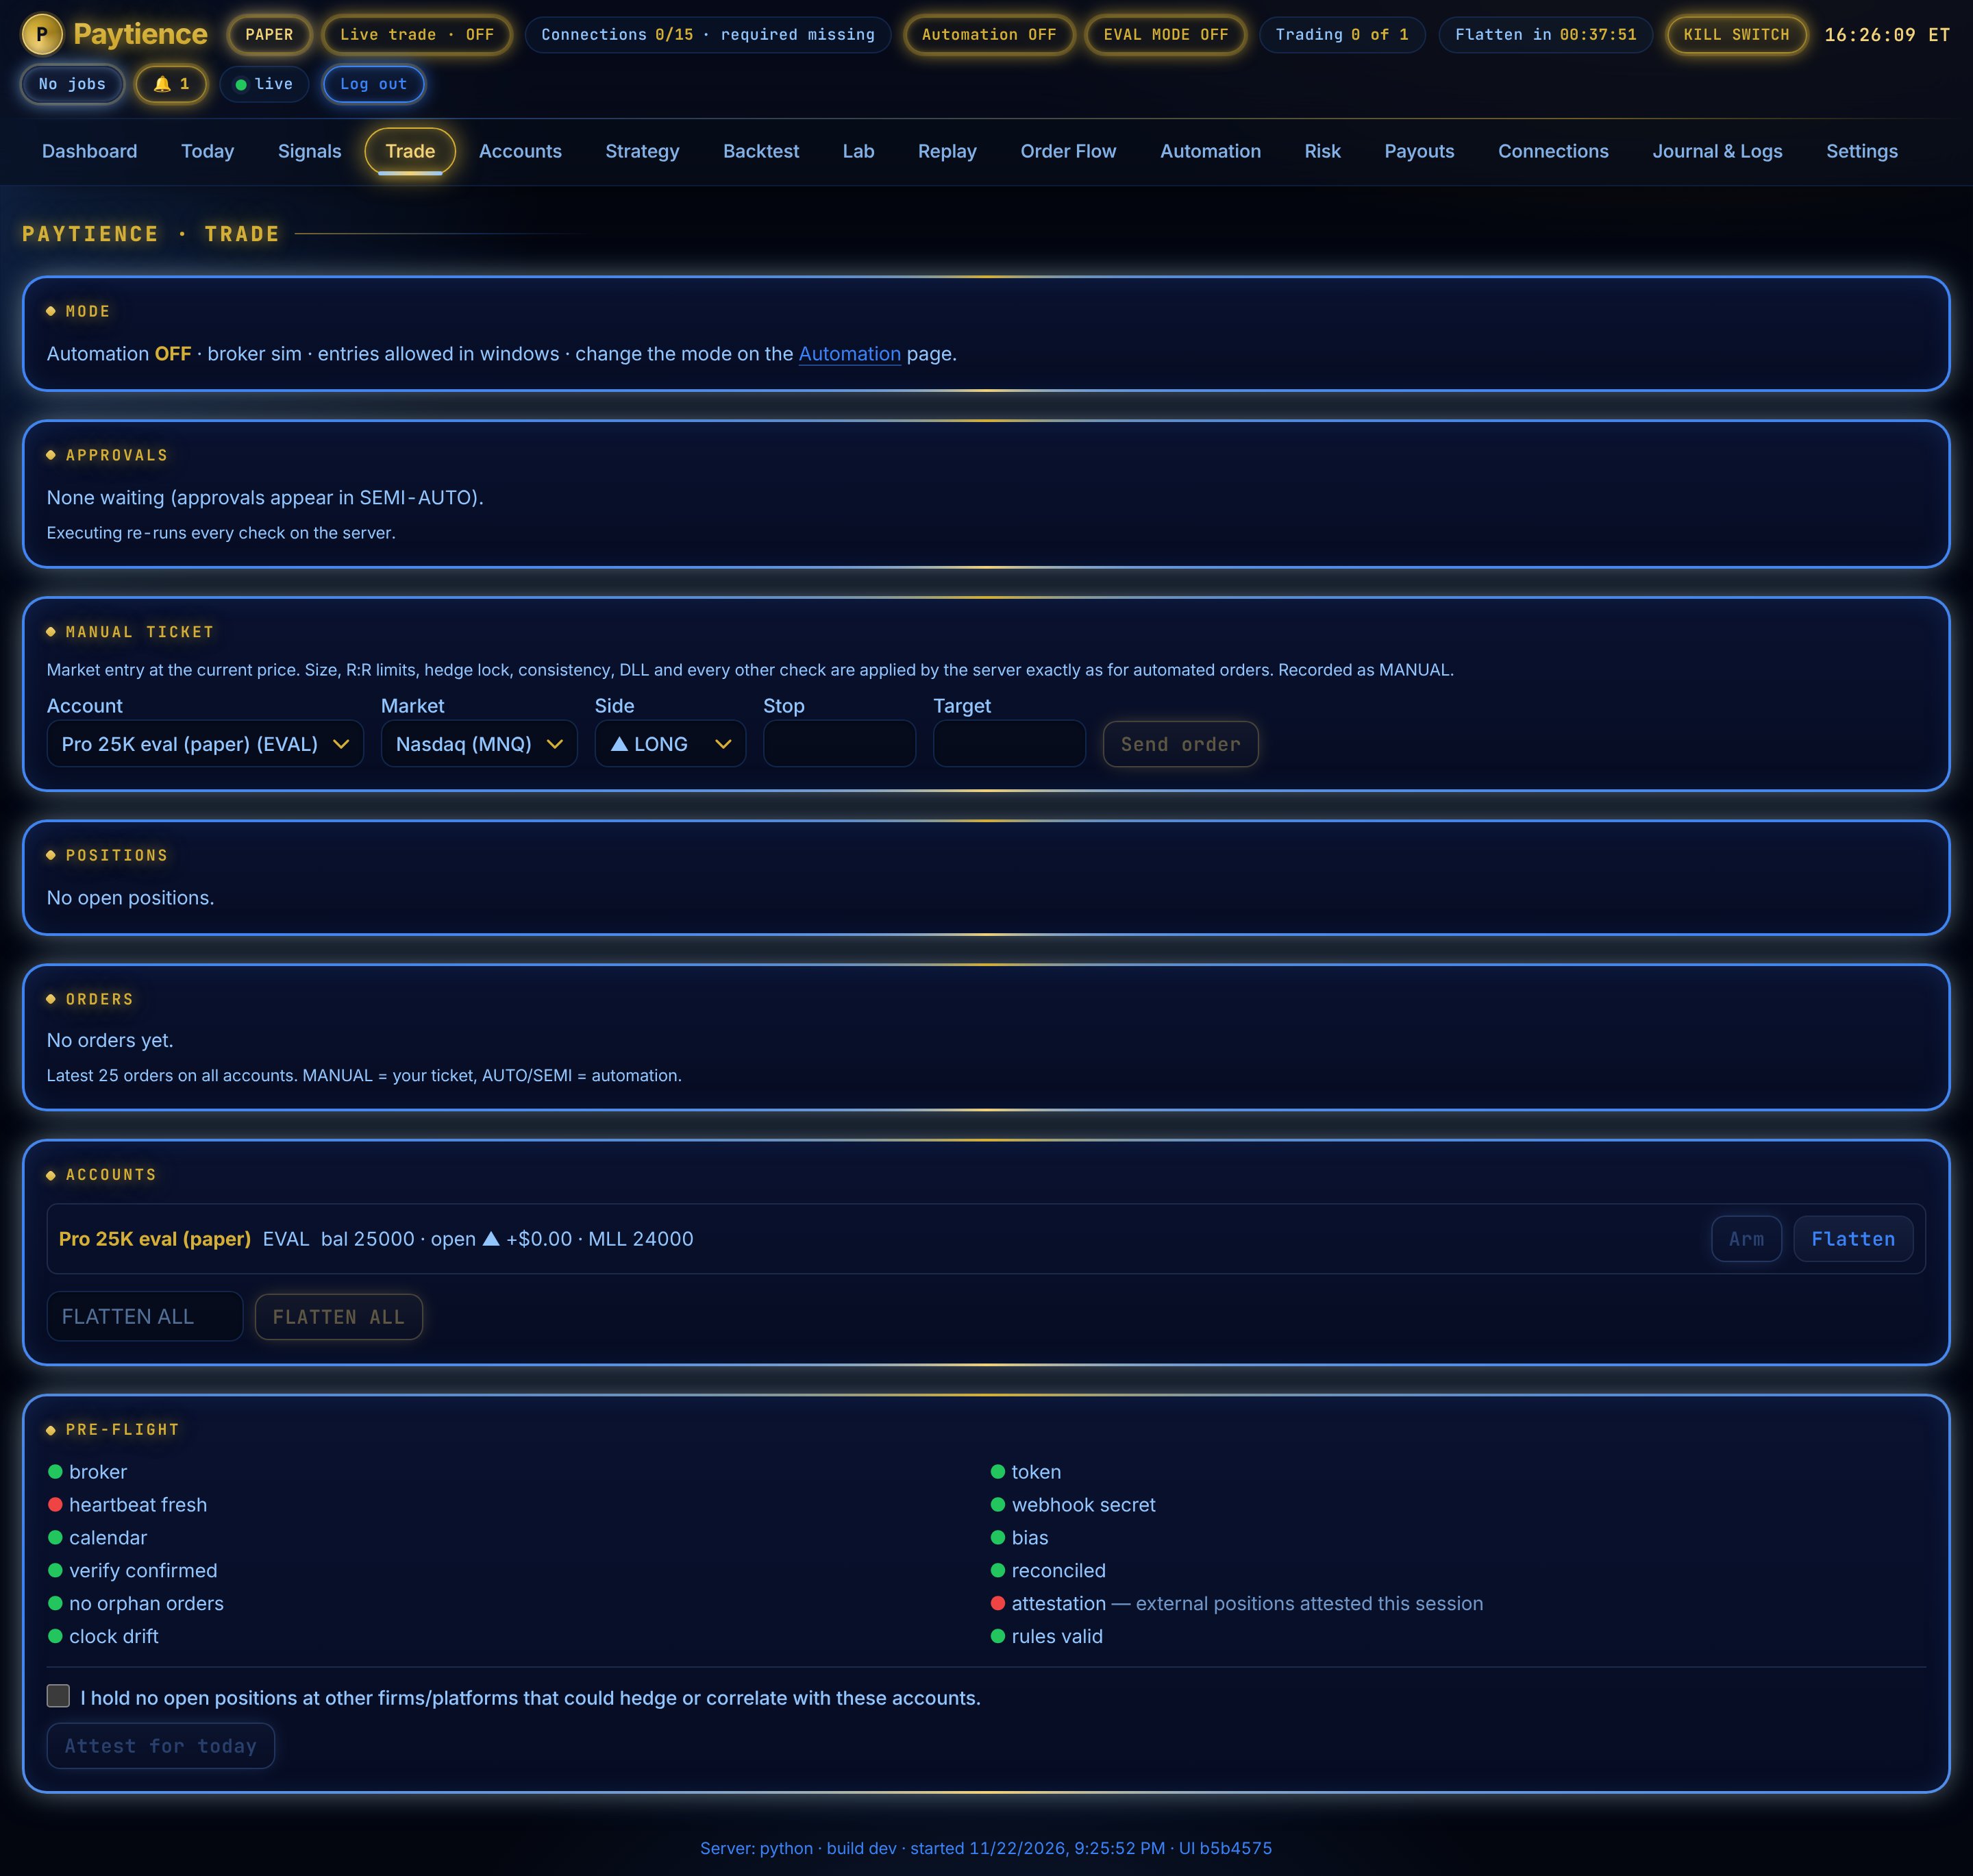 P Paytience PAPER Live trade · OFF Connections 0/15 · required missing Automation OFF EVAL MODE OFF Trading 0 of 1 Flatten in 00:37:51 KILL SWITCH 16:26:09 ET
No jobs 🔔 1 live Log out
Dashboard Today Signals Trade Accounts Strategy Backtest Lab Replay Order Flow Automation Risk Payouts Connections Journal & Logs Settings
PAYTIENCE · TRADE
MODE
Automation OFF · broker sim · entries allowed in windows · change the mode on the Automation page.
APPROVALS
None waiting (approvals appear in SEMI-AUTO).
Executing re-runs every check on the server.
MANUAL TICKET
Market entry at the current price. Size, R:R limits, hedge lock, consistency, DLL and every other check are applied by the server exactly as for automated orders. Recorded as MANUAL.
Account Market Side Stop Target
Pro 25K eval (paper) (EVAL) Nasdaq (MNQ) ▲ LONG Send order
POSITIONS
No open positions.
ORDERS
No orders yet.
Latest 25 orders on all accounts. MANUAL = your ticket, AUTO/SEMI = automation.
ACCOUNTS
Pro 25K eval (paper) EVAL bal 25000 · open ▲ +$0.00 · MLL 24000 Arm Flatten
FLATTEN ALL FLATTEN ALL
PRE-FLIGHT
broker token
heartbeat fresh webhook secret
calendar bias
verify confirmed reconciled
no orphan orders attestation — external positions attested this session
clock drift rules valid
I hold no open positions at other firms/platforms that could hedge or correlate with these accounts.
Attest for today
Server: python · build dev · started 11/22/2026, 9:25:52 PM · UI b5b4575